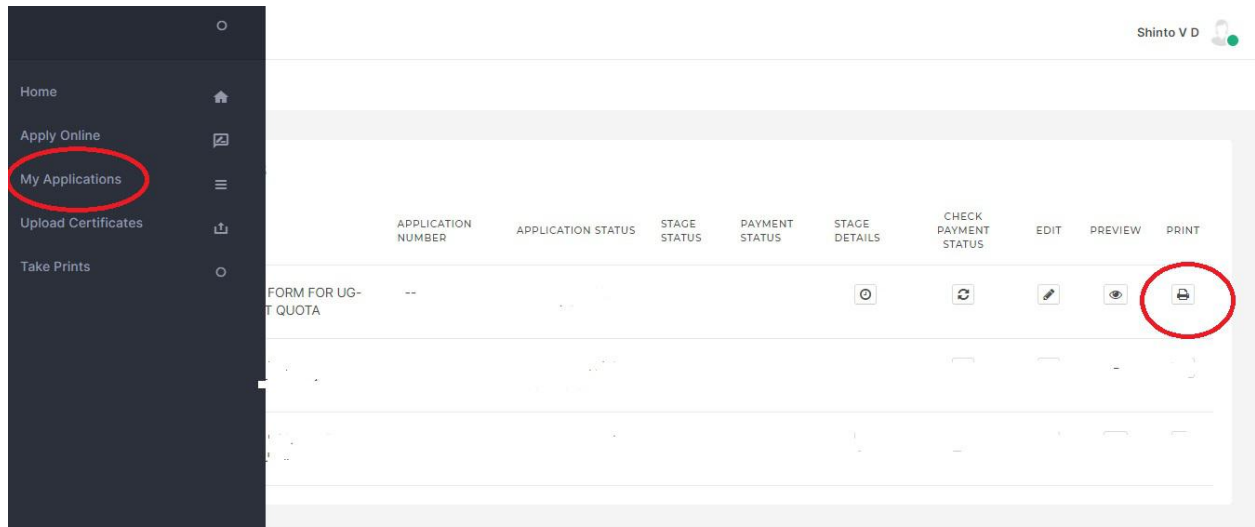 Shinto V D
Home
Apply Online
My Applications
Upload Certificates
Take Prints
APPLICATION
NUMBER
APPLICATION STATUS
STAGE
STATUS
PAYMENT
STATUS
STAGE
DETAILS
CHECK
PAYMENT
STATUS
EDIT
PREVIEW
PRINT
FORM FOR UG-
T QUOTA
--